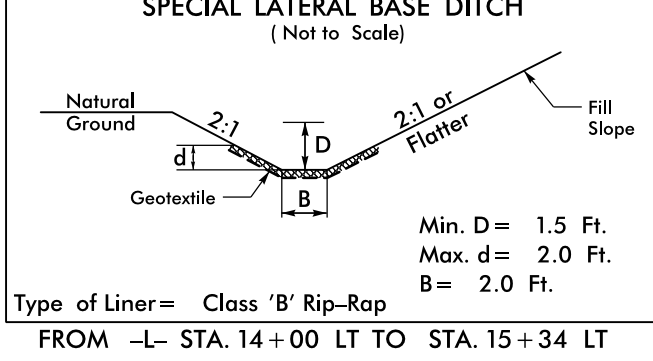 SPECIAL LATERAL BASE DITCH
( Not to Scale)
Natural
Ground
2:1
D
2:1 or
Flatter
Fill
Slope
d
Geotextile
B
Min. D= 1.5 Ft.
Max. d= 2.0 Ft.
B= 2.0 Ft.
Type of Liner= Class 'B' Rip-Rap
FROM -L- STA. 14+00 LT TO STA. 15+34 LT